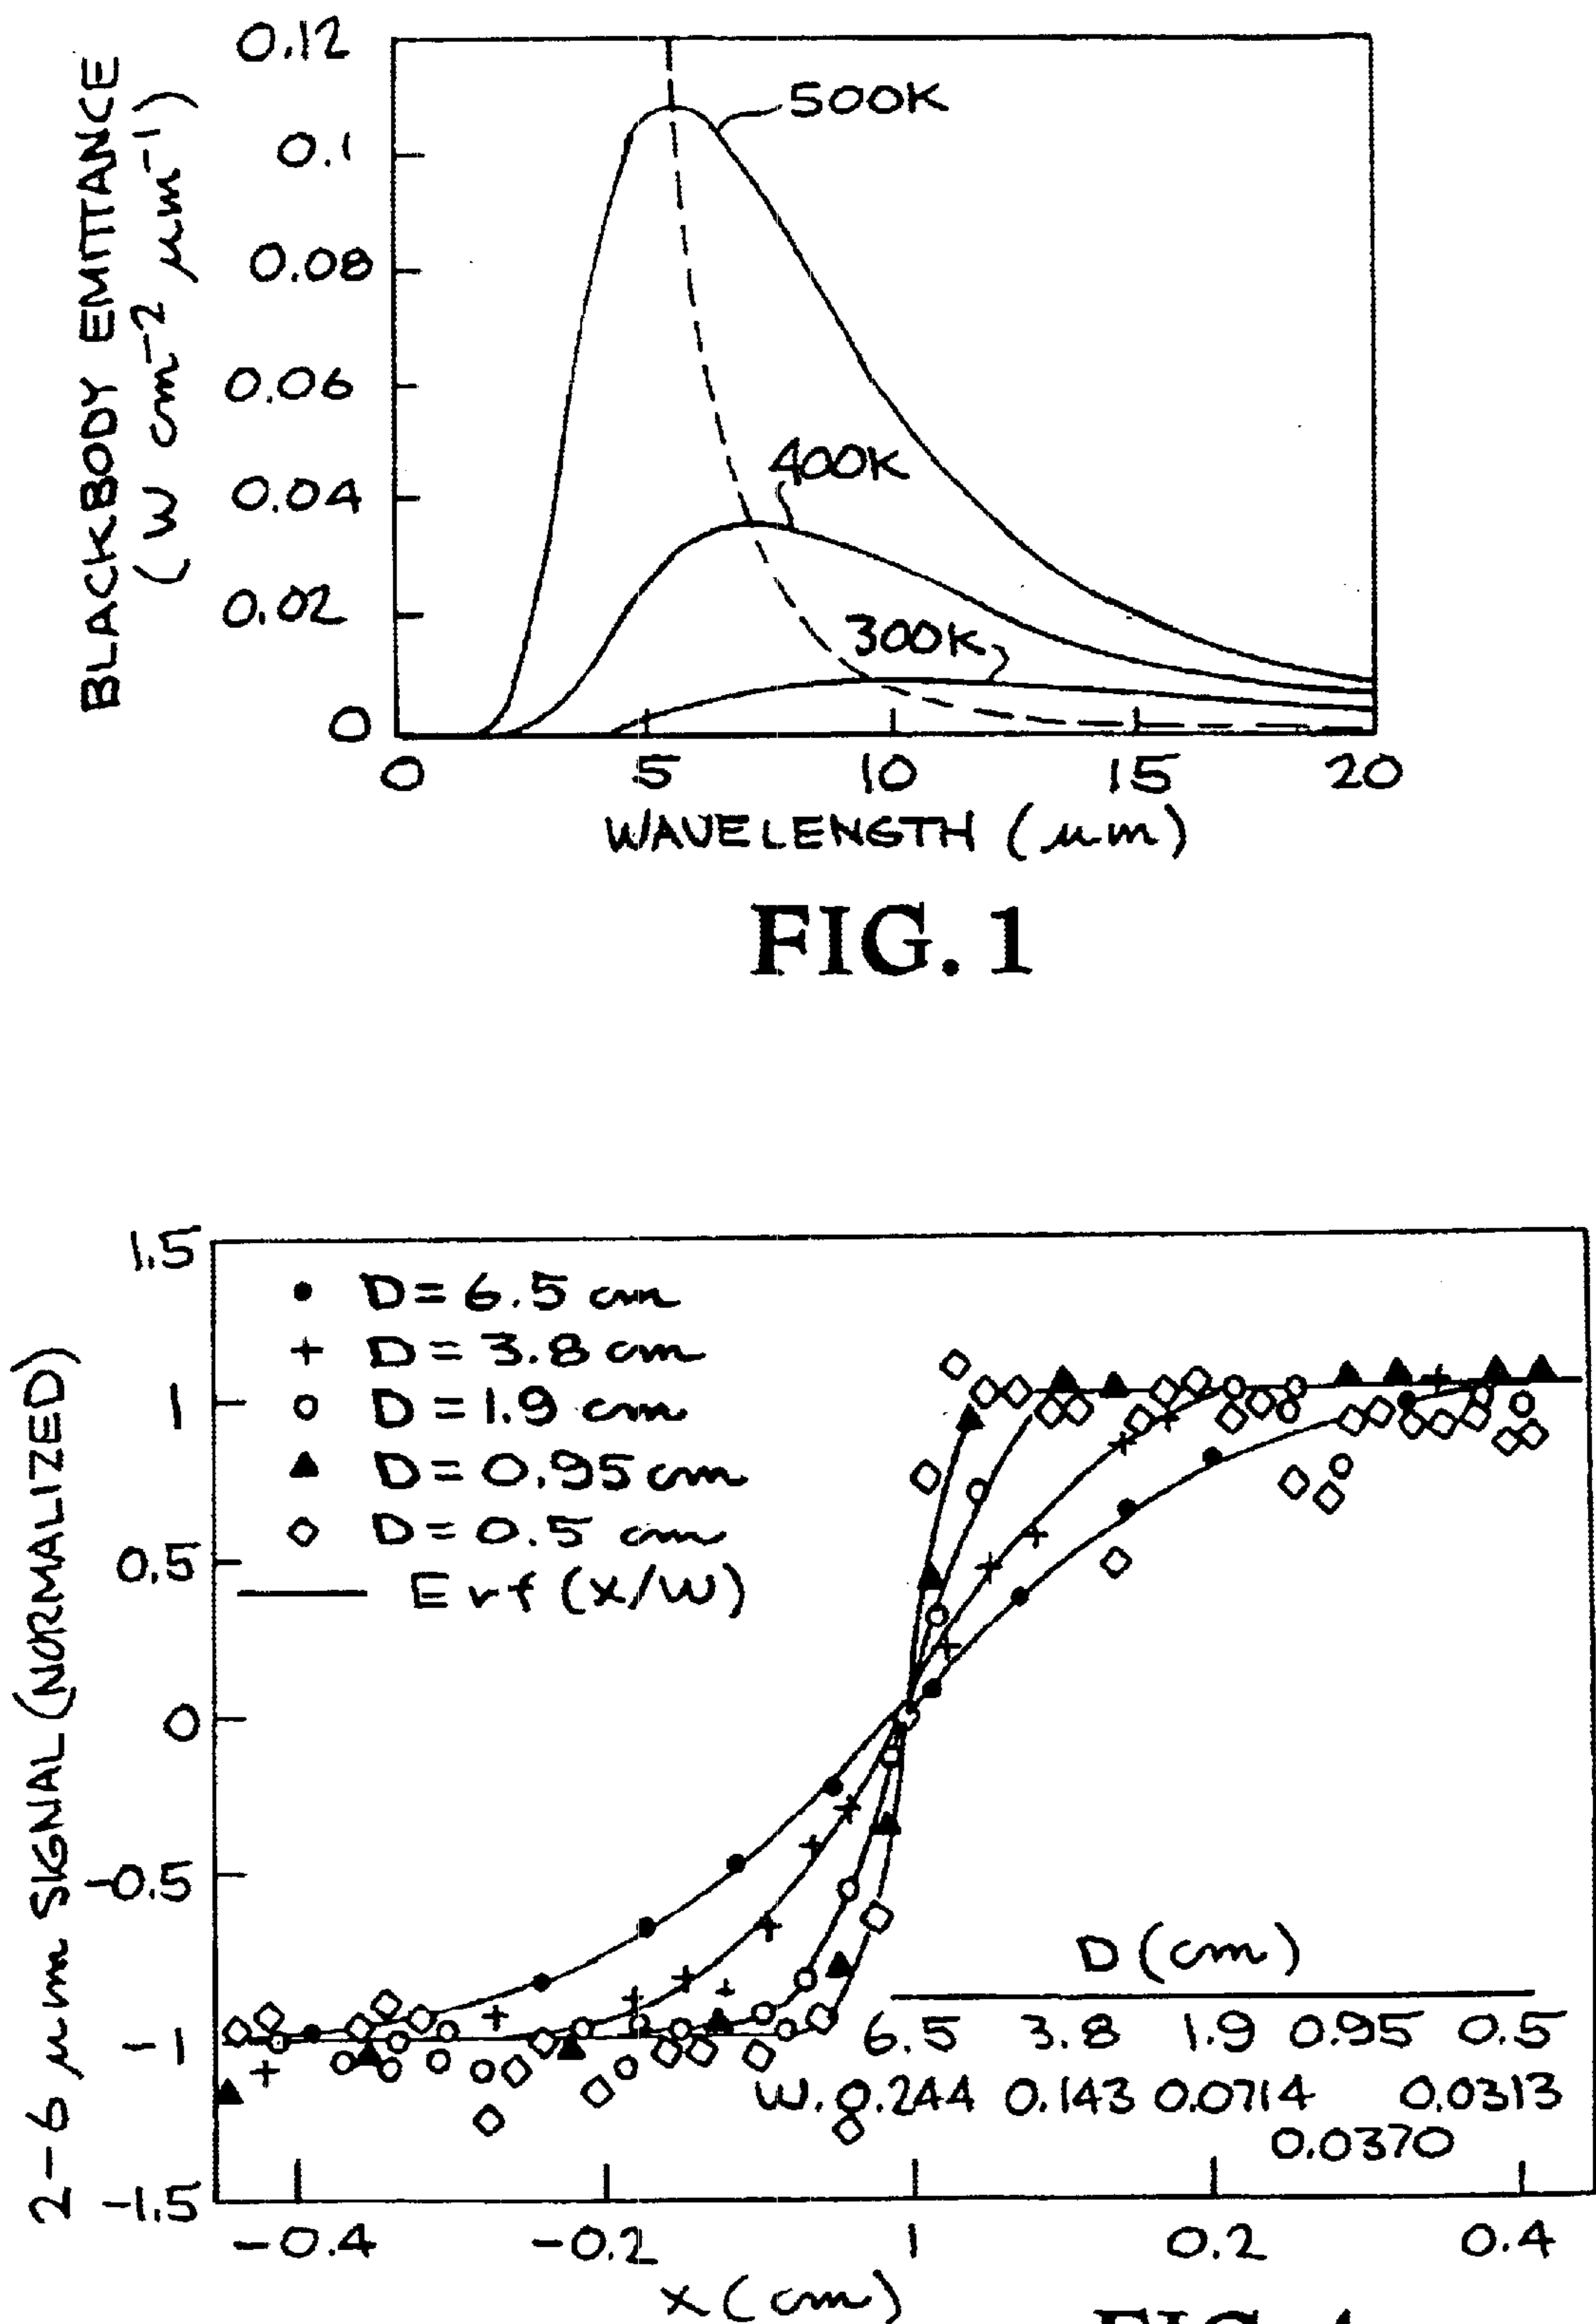 0.12
BLACKBODY EMITTANCE
(W cm⁻² μm⁻¹)
500K
0.1
0.08
0.06
400K
0.04
300K
0.02
0
0 5 10 15 20
WAVELENGTH (μm)
FIG. 1
2-6 μm SIGNAL (NORMALIZED)
1.5
D = 6.5 cm
D = 3.8 cm
1
D = 1.9 cm
D = 0.95 cm
D = 0.5 cm
0.5
Erf (x/w)
0
-0.5
D (cm)
-1
6.5 3.8 1.9 0.95 0.5
W. 0.244 0.143 0.0714 0.0313
0.0370
-1.5
-0.4 -0.2 1 0.2 0.4
x (cm)